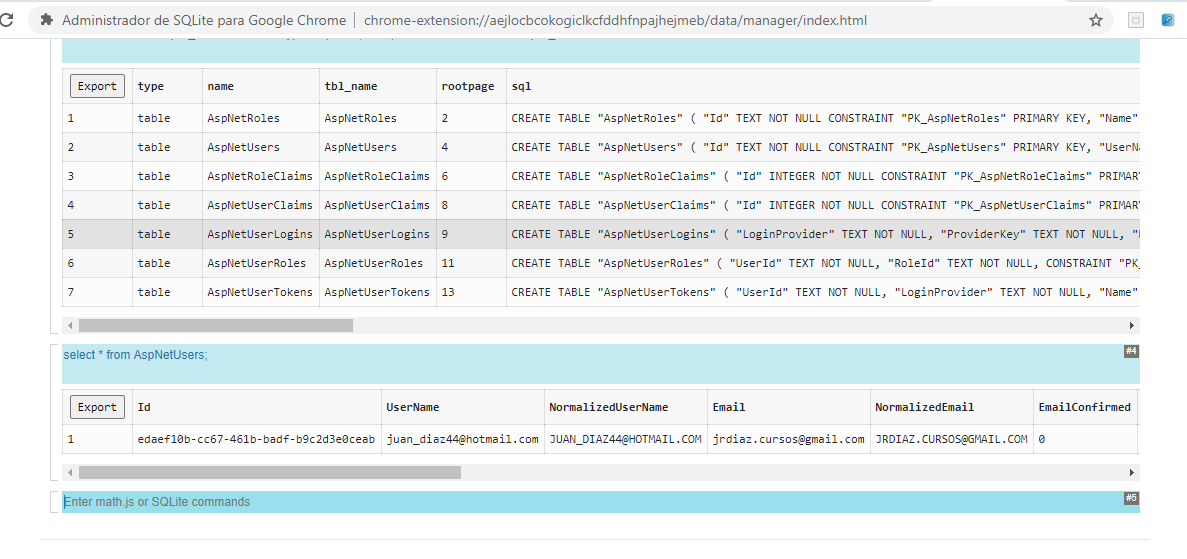 Administrador de SQLite para Google Chrome | chrome-extension://aejlocbcokogiclkcfddhfnpajhejmeb/data/manager/index.html
Export type name tbl_name rootpage sql
1 table AspNetRoles AspNetRoles 2 CREATE TABLE "AspNetRoles" ( "Id" TEXT NOT NULL CONSTRAINT "PK_AspNetRoles" PRIMARY KEY, "Name"
2 table AspNetUsers AspNetUsers 4 CREATE TABLE "AspNetUsers" ( "Id" TEXT NOT NULL CONSTRAINT "PK_AspNetUsers" PRIMARY KEY, "UserNa
3 table AspNetRoleClaims AspNetRoleClaims 6 CREATE TABLE "AspNetRoleClaims" ( "Id" INTEGER NOT NULL CONSTRAINT "PK_AspNetRoleClaims" PRIMAR
4 table AspNetUserClaims AspNetUserClaims 8 CREATE TABLE "AspNetUserClaims" ( "Id" INTEGER NOT NULL CONSTRAINT "PK_AspNetUserClaims" PRIMAR
5 table AspNetUserLogins AspNetUserLogins 9 CREATE TABLE "AspNetUserLogins" ( "LoginProvider" TEXT NOT NULL, "ProviderKey" TEXT NOT NULL,
6 table AspNetUserRoles AspNetUserRoles 11 CREATE TABLE "AspNetUserRoles" ( "UserId" TEXT NOT NULL, "RoleId" TEXT NOT NULL, CONSTRAINT "PK_
7 table AspNetUserTokens AspNetUserTokens 13 CREATE TABLE "AspNetUserTokens" ( "UserId" TEXT NOT NULL, "LoginProvider" TEXT NOT NULL, "Name"
select * from AspNetUsers; #4
Export Id UserName NormalizedUserName Email NormalizedEmail EmailConfirmed
1 edaef10b-cc67-461b-badf-b9c2d3e0ceab juan_diaz44@hotmail.com JUAN_DIAZ44@HOTMAIL.COM jrdiaz.cursos@gmail.com JRDIAZ.CURSOS@GMAIL.COM 0
Enter math.js or SQLite commands #5